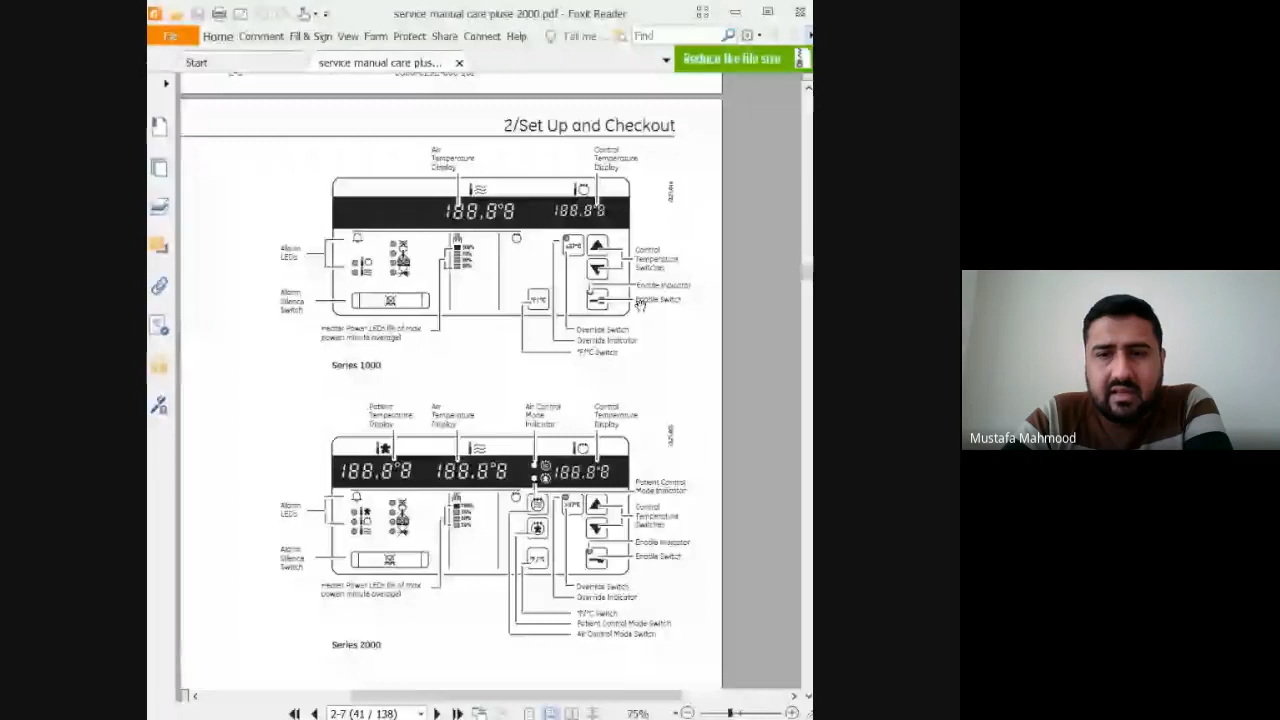 service manual care pluse 2000.pdf - Foxit Reader
File Home Comment Fill & Sign View Form Protect Share Connect Help Tell me... Find
Start
service manual care plus...
Reduce the file size
2/Set Up and Checkout
Air
Temperature
Display
Control
Temperature
Display
188.8°8
188.8°8
Alarm
LEDs
Control
Temperature
Switches
Enable Indicator
Enable Switch
Alarm
Silence
Switch
Override Switch
Override Indicator
°F/°C Switch
Heater Power LEDs (% of max
power, minute average)
Series 1000
Patient
Temperature
Display
Air
Temperature
Display
Air Control
Mode
Indicator
Control
Temperature
Display
188.8°8
188.8°8
188.8°8
Patient Control
Mode Indicator
Alarm
LEDs
Control
Temperature
Switches
Enable Indicator
Enable Switch
Alarm
Silence
Switch
Override Switch
Override Indicator
°F/°C Switch
Patient Control Mode Switch
Air Control Mode Switch
Heater Power LEDs (% of max
power, minute average)
Series 2000
2-7 (41 / 138)
75%
Mustafa Mahmood